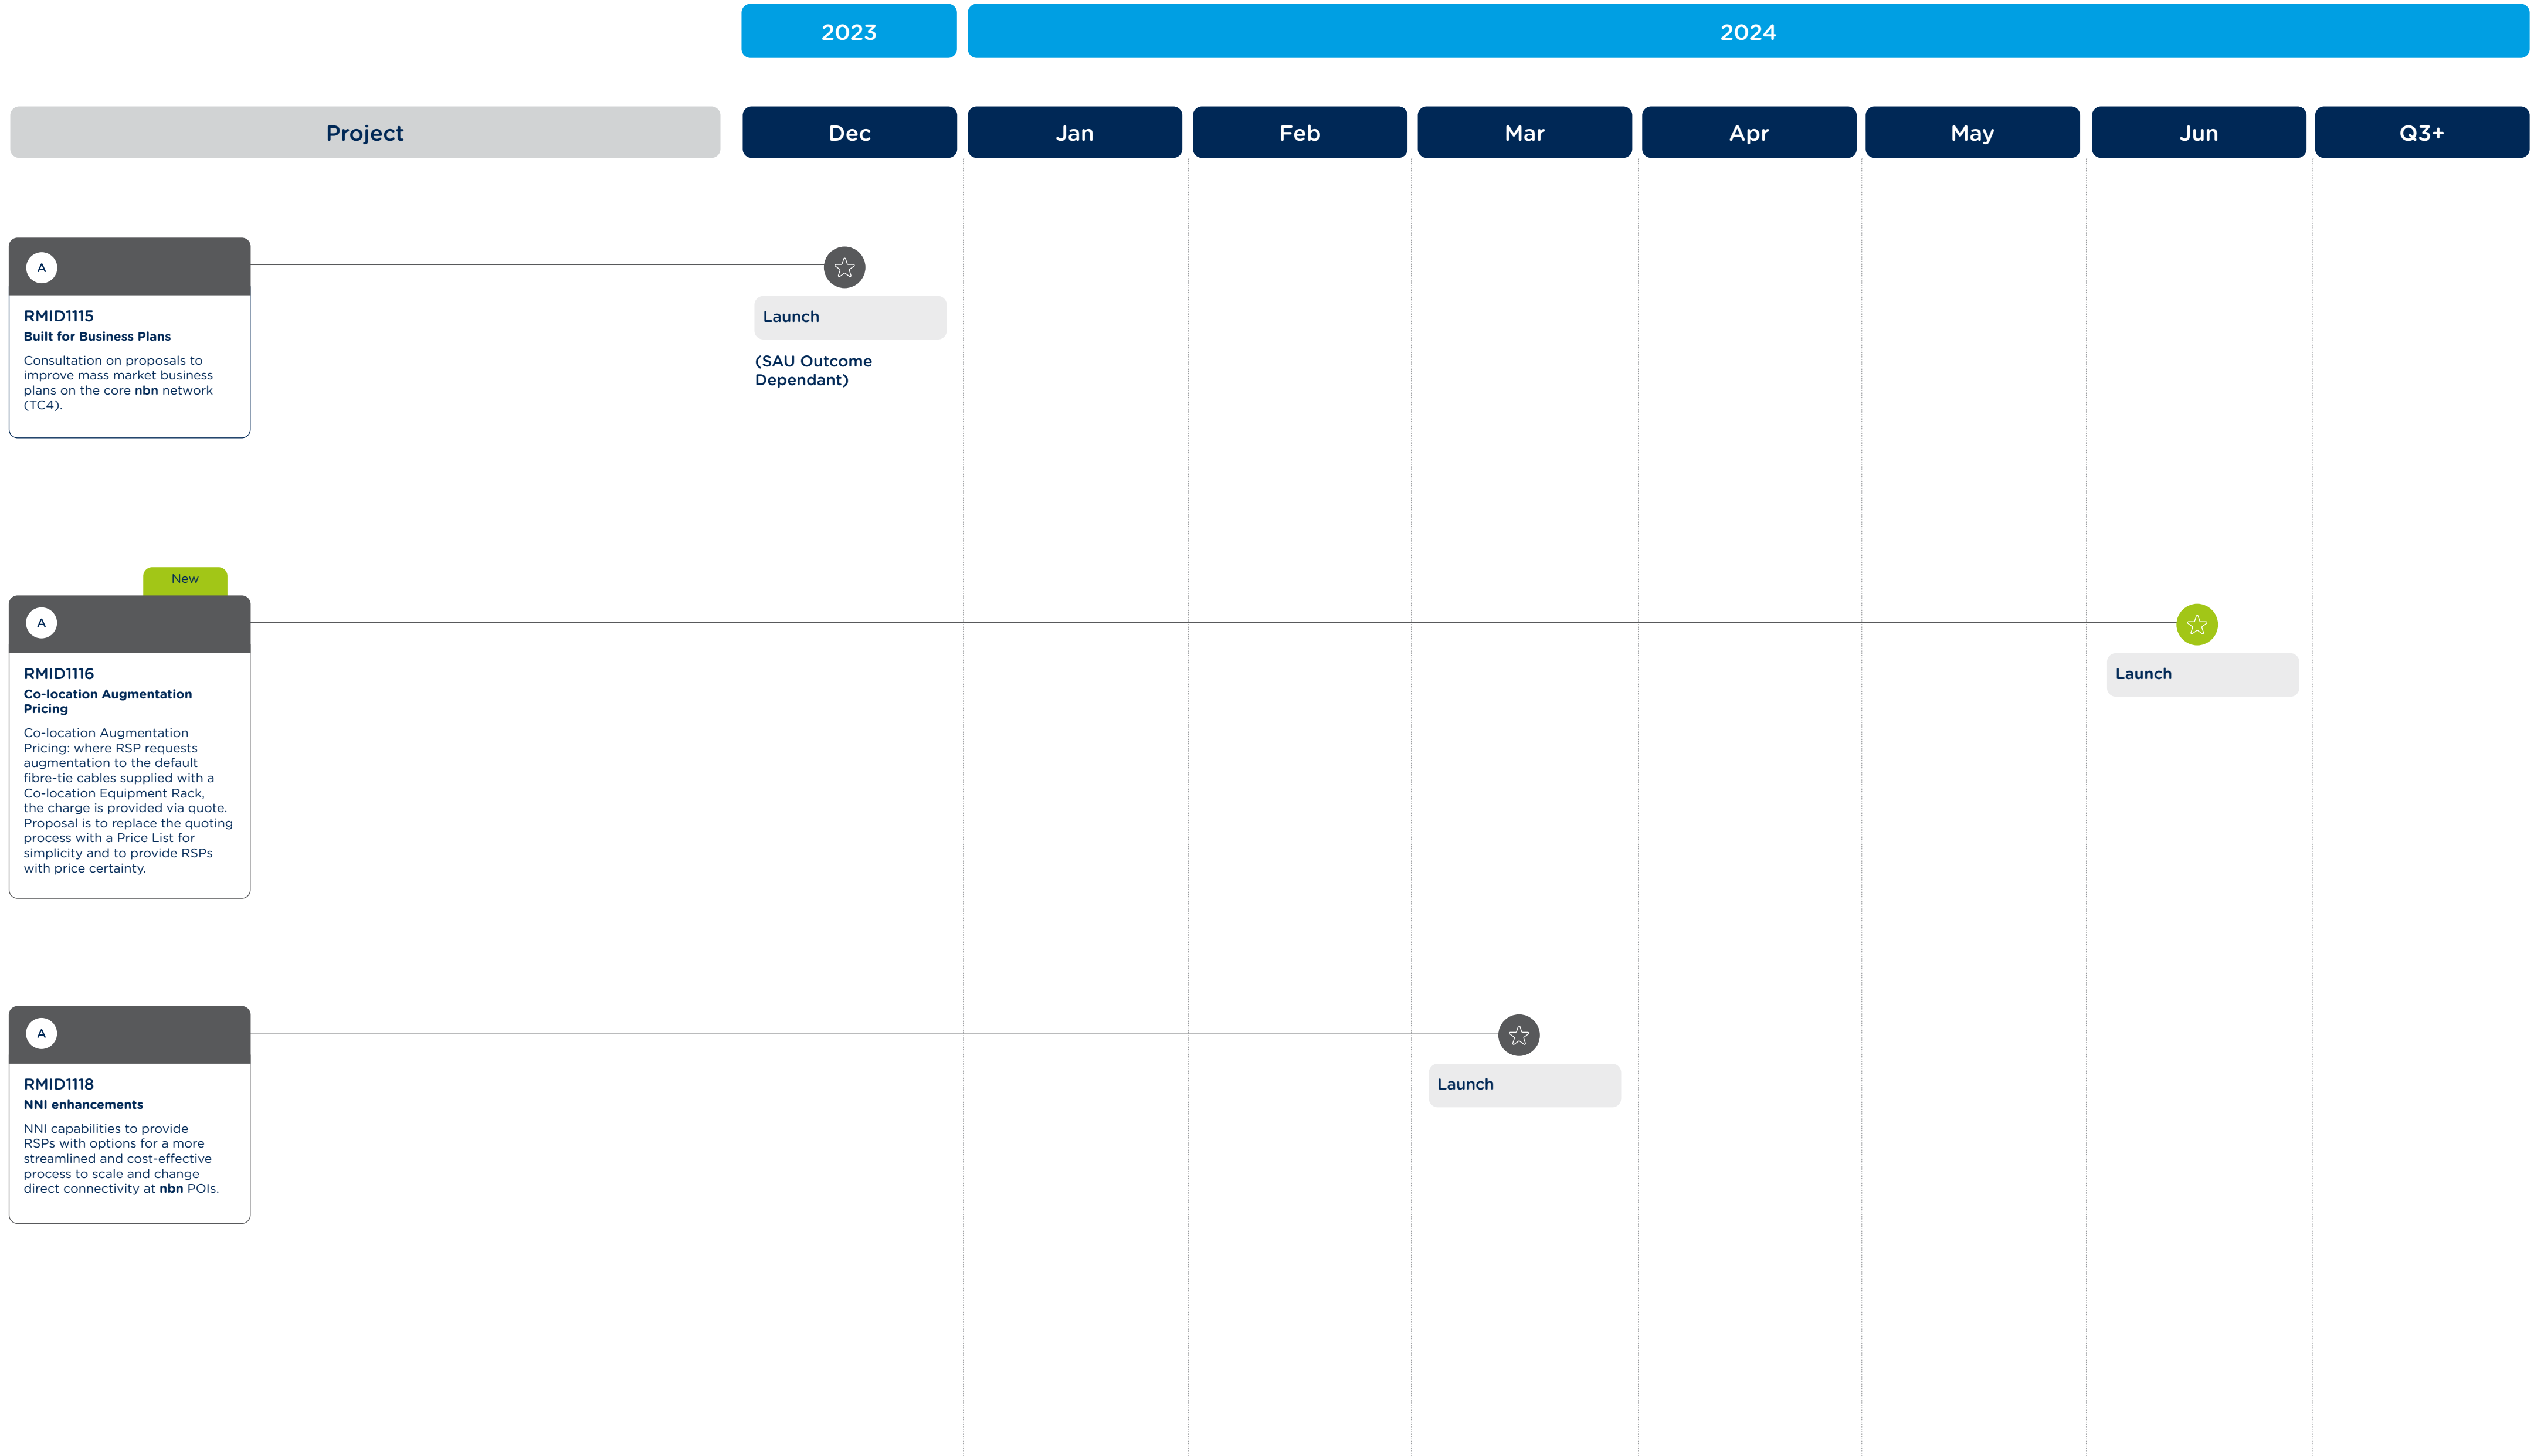 2023
2024
Project
Dec
Jan
Feb
Mar
Apr
May
Jun
Q3+
A
RMID1115
Built for Business Plans
Consultation on proposals to
improve mass market business
plans on the core nbn network
(TC4).
Launch
(SAU Outcome
Dependant)
New
A
RMID1116
Co-location Augmentation
Pricing
Co-location Augmentation
Pricing: where RSP requests
augmentation to the default
fibre-tie cables supplied with a
Co-location Equipment Rack,
the charge is provided via quote.
Proposal is to replace the quoting
process with a Price List for
simplicity and to provide RSPs
with price certainty.
Launch
A
RMID1118
NNI enhancements
NNI capabilities to provide
RSPs with options for a more
streamlined and cost-effective
process to scale and change
direct connectivity at nbn POIs.
Launch